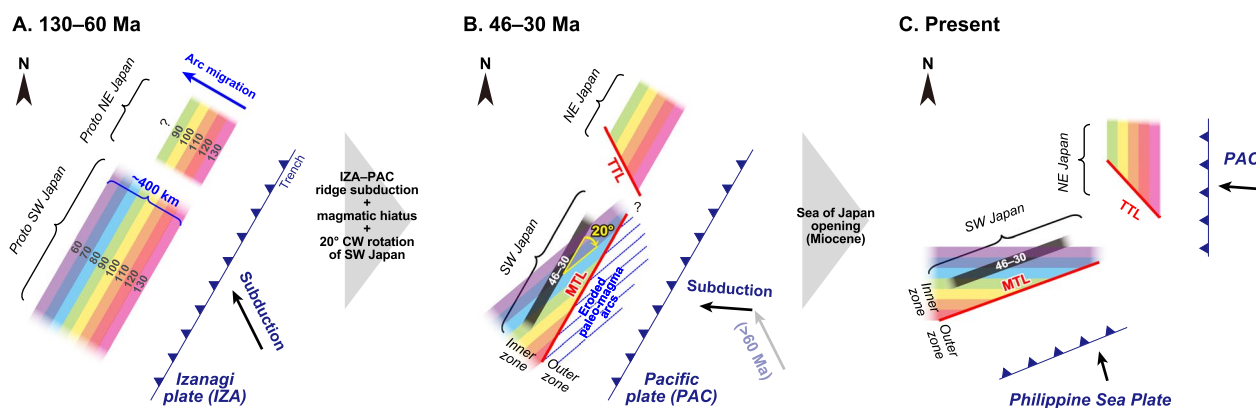 A. 130–60 Ma
N
Arc migration
Proto NE Japan
?
90
100
110
120
130
Proto SW Japan
~400 km
60
70
80
90
100
110
120
130
Trench
Subduction
Izanagi
plate (IZA)
IZA–PAC
ridge subduction
+
magmatic hiatus
+
20° CW rotation
of SW Japan
B. 46–30 Ma
N
NE Japan
TTL
?
SW Japan
20°
46–30
MTL
Eroded
paleo-magma
arcs
Inner
zone
Outer
zone
Subduction
(>60 Ma)
Pacific
plate (PAC)
Sea of Japan
opening
(Miocene)
C. Present
N
NE Japan
TTL
PAC
SW Japan
46–30
MTL
Inner
zone
Outer
zone
Philippine Sea Plate